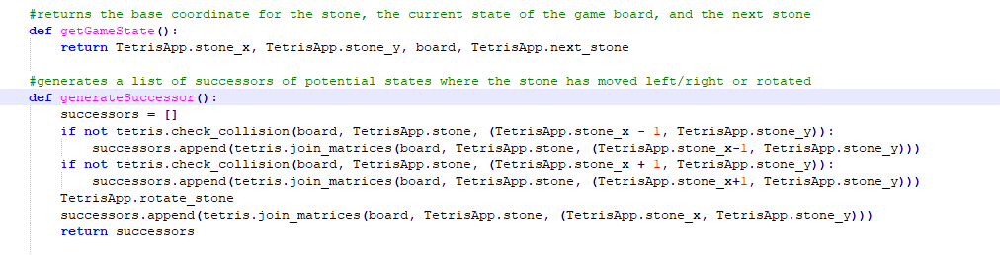 #returns the base coordinate for the stone, the current state of the game board, and the next stone
def getGameState():
return TetrisApp.stone_x, TetrisApp.stone_y, board, TetrisApp.next_stone
#generates a list of successors of potential states where the stone has moved left/right or rotated
def generateSuccessor():
successors = []
if not tetris.check_collision(board, TetrisApp.stone, (TetrisApp.stone_x - 1, TetrisApp.stone_y)):
successors.append(tetris.join_matrices(board, TetrisApp.stone, (TetrisApp.stone_x-1, TetrisApp.stone_y)))
if not tetris.check_collision(board, TetrisApp.stone, (TetrisApp.stone_x + 1, TetrisApp.stone_y)):
successors.append(tetris.join_matrices(board, TetrisApp.stone, (TetrisApp.stone_x+1, TetrisApp.stone_y)))
TetrisApp.rotate_stone
successors.append(tetris.join_matrices(board, TetrisApp.stone, (TetrisApp.stone_x, TetrisApp.stone_y)))
return successors